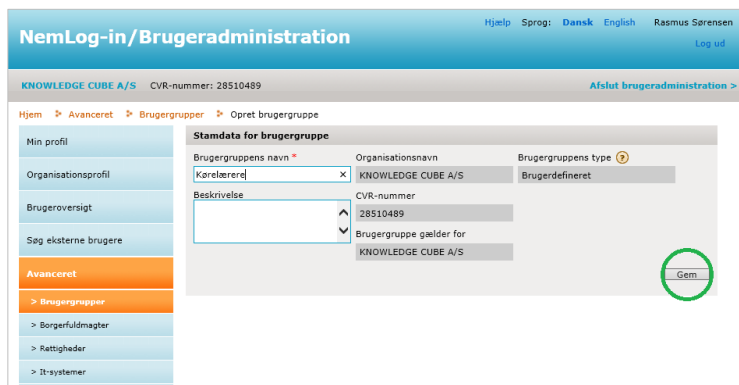 Hjælp Sprog: Dansk English Rasmus Sørensen
NemLog-in/Brugeradministration
Log ud
KNOWLEDGE CUBE A/S CVR-nummer: 28510489 Afslut brugeradministration >
Hjem Avanceret Brugergrupper Opret brugergruppe
Min profil
Organisationsprofil
Brugeroversigt
Søg eksterne brugere
Avanceret
> Brugergrupper
> Borgerfuldmagter
> Rettigheder
> It-systemer
Stamdata for brugergruppe
Brugergruppens navn * Organisationsnavn Brugergruppens type ?
Kørelærere × KNOWLEDGE CUBE A/S Brugerdefineret
Beskrivelse CVR-nummer
28510489
Brugergruppe gælder for
KNOWLEDGE CUBE A/S
Gem